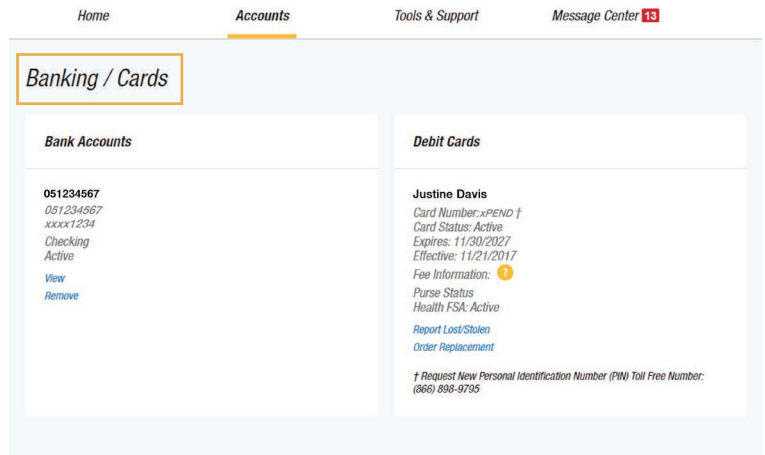 Home Accounts Tools & Support Message Center 13
Banking / Cards
Bank Accounts
051234567
051234567
xxxx1234
Checking
Active
View
Remove
Debit Cards
Justine Davis
Card Number:xPEND †
Card Status: Active
Expires: 11/30/2027
Effective: 11/21/2017
Fee Information: ?
Purse Status
Health FSA: Active
Report Lost/Stolen
Order Replacement
† Request New Personal Identification Number (PIN) Toll Free Number:
(866) 898-9795